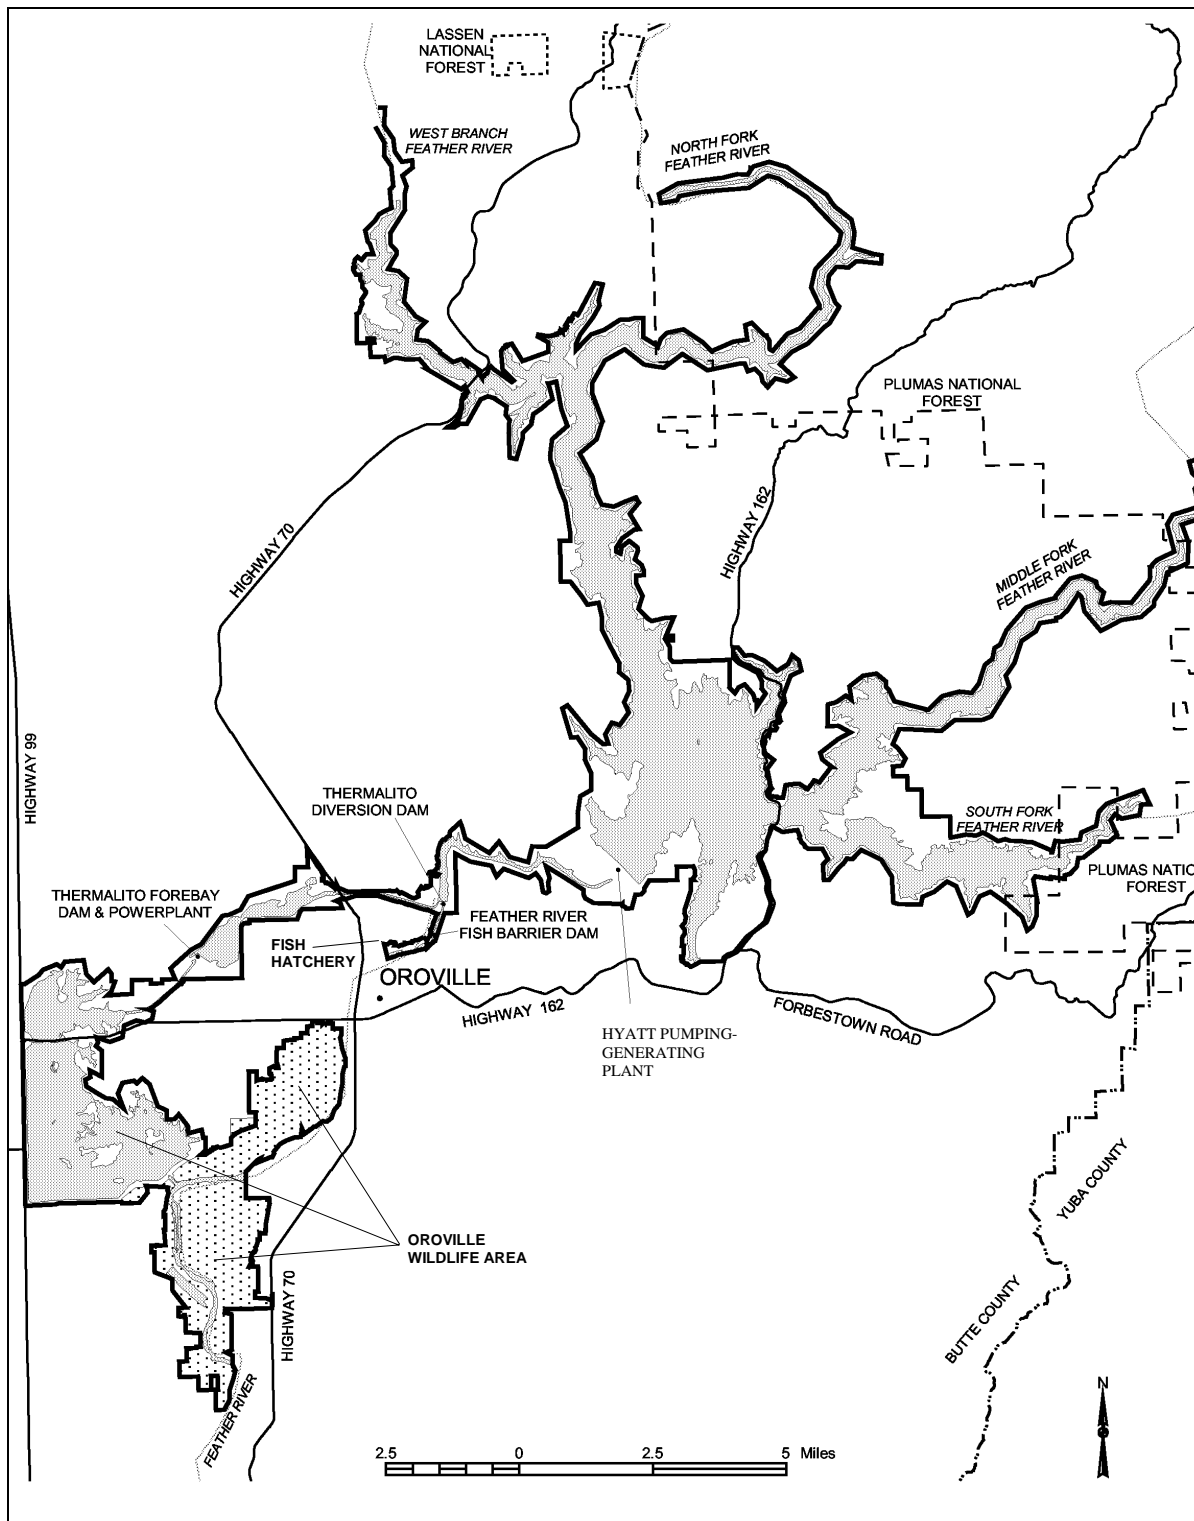 LASSEN
NATIONAL
FOREST
WEST BRANCH
FEATHER RIVER
NORTH FORK
FEATHER RIVER
PLUMAS NATIONAL
FOREST
HIGHWAY 70
HIGHWAY 162
MIDDLE FORK
FEATHER RIVER
HIGHWAY 99
THERMALITO
DIVERSION DAM
SOUTH FORK
FEATHER RIVER
THERMALITO FOREBAY
DAM & POWERPLANT
PLUMAS NATIO
FOREST
FEATHER RIVER
FISH BARRIER DAM
FISH
HATCHERY
OROVILLE
HIGHWAY 162
FORBESTOWN ROAD
HYATT PUMPING-
GENERATING
PLANT
YUBA COUNTY
OROVILLE
WILDLIFE AREA
HIGHWAY 70
BUTTE COUNTY
FEATHER RIVER
N
2.5 0 2.5 5 Miles